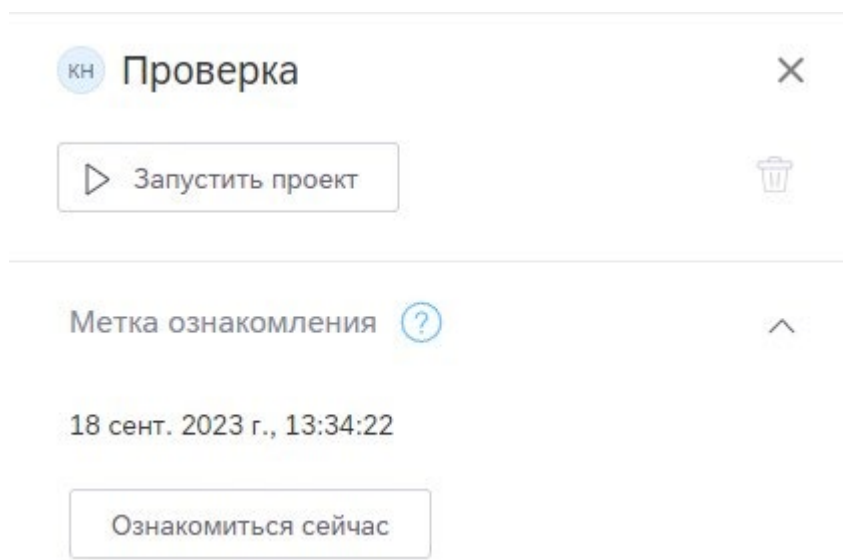 КН Проверка
Запустить проект
Метка ознакомления ?
18 сент. 2023 г., 13:34:22
Ознакомиться сейчас